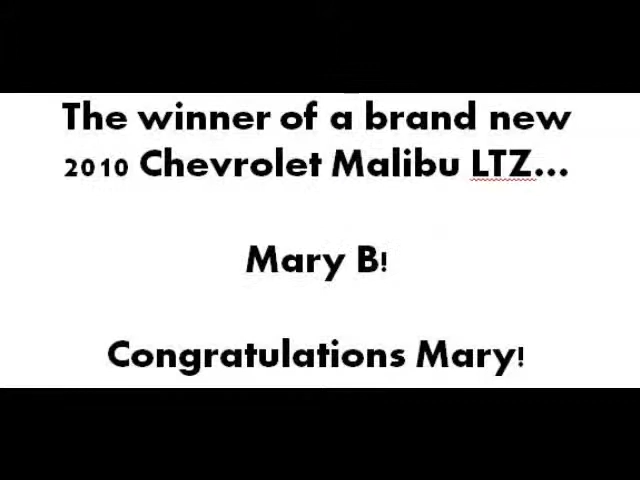 The winner of a brand new
2010 Chevrolet Malibu LTZ...
Mary B!
Congratulations Mary!